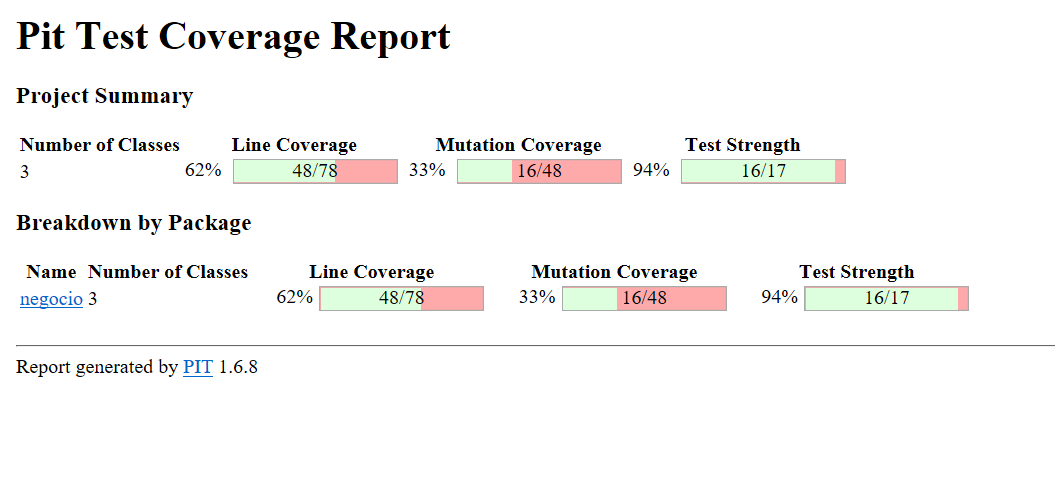 Pit Test Coverage Report
Project Summary
Number of Classes Line Coverage Mutation Coverage Test Strength
3 62% 48/78 33% 16/48 94% 16/17
Breakdown by Package
Name Number of Classes Line Coverage Mutation Coverage Test Strength
negocio 3 62% 48/78 33% 16/48 94% 16/17
Report generated by PIT 1.6.8